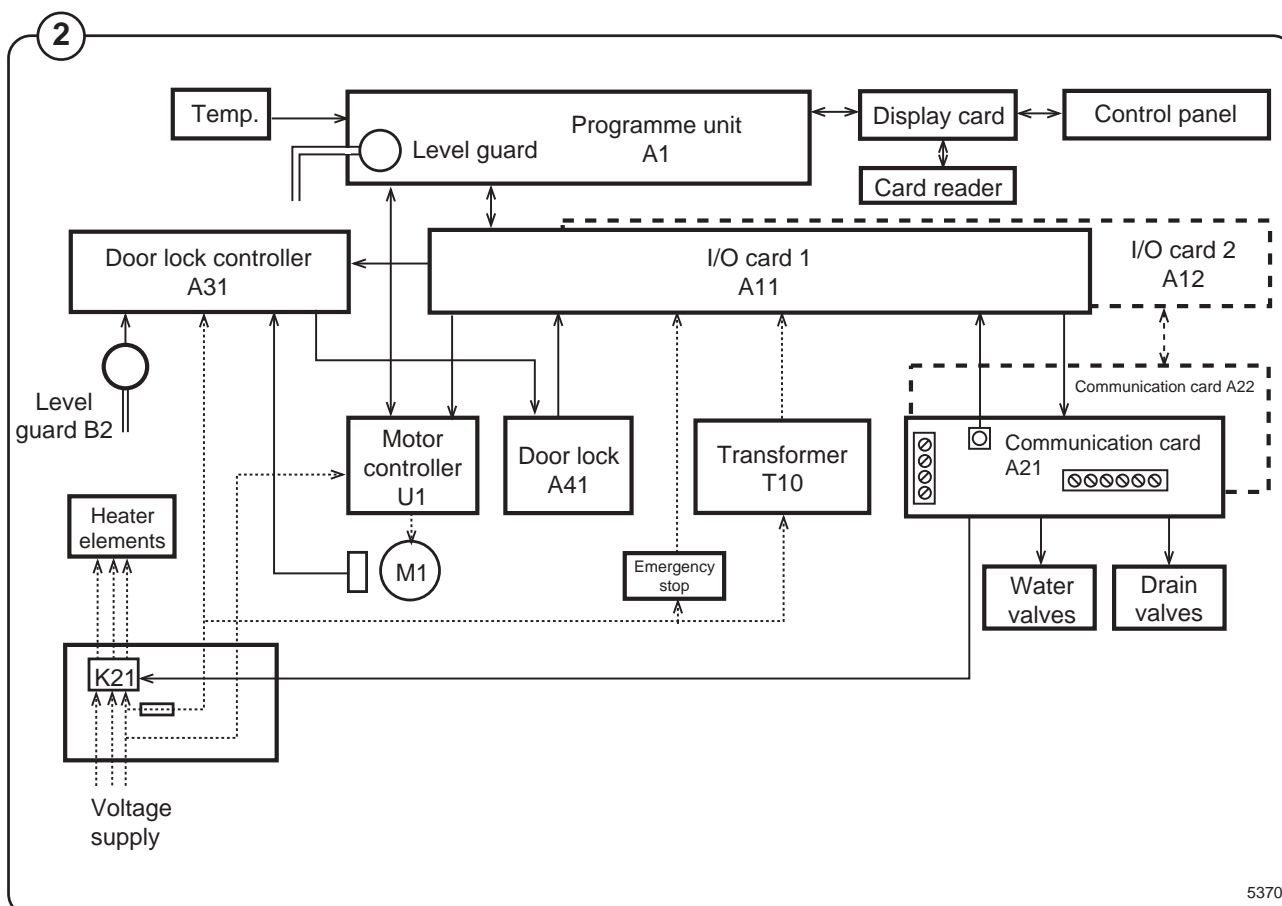 2
Temp.
Programme unit
A1
Level guard
Display card
Control panel
Card reader
Door lock controller
A31
I/O card 1
A11
I/O card 2
A12
Level
guard B2
Communication card A22
Motor
controller
U1
Door lock
A41
Transformer
T10
Communication card
A21
Heater
elements
M1
Emergency
stop
Water
valves
Drain
valves
K21
Voltage
supply
5370